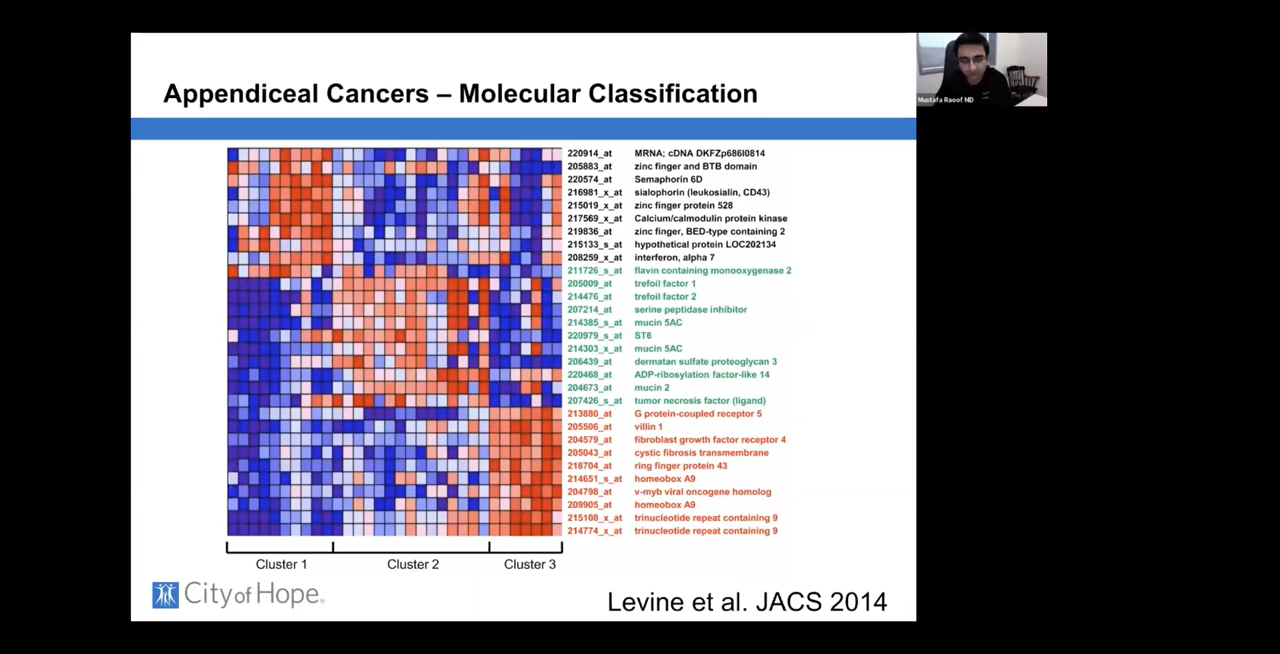 Appendiceal Cancers – Molecular Classification
Mustafa Raoof MD
220914_at MRNA; cDNA DKFZp686I0814
205883_at zinc finger and BTB domain
220574_at Semaphorin 6D
216981_x_at sialophorin (leukosialin, CD43)
215019_x_at zinc finger protein 528
217569_x_at Calcium/calmodulin protein kinase
219836_at zinc finger, BED-type containing 2
215133_s_at hypothetical protein LOC202134
208259_x_at interferon, alpha 7
211726_s_at flavin containing monooxygenase 2
205009_at trefoil factor 1
214476_at trefoil factor 2
207214_at serine peptidase inhibitor
214385_s_at mucin 5AC
220979_s_at ST6
214303_x_at mucin 5AC
206439_at dermatan sulfate proteoglycan 3
220468_at ADP-ribosylation factor-like 14
204673_at mucin 2
207426_s_at tumor necrosis factor (ligand)
213880_at G protein-coupled receptor 5
205506_at villin 1
204579_at fibroblast growth factor receptor 4
205043_at cystic fibrosis transmembrane
218704_at ring finger protein 43
214651_s_at homeobox A9
204798_at v-myb viral oncogene homolog
209905_at homeobox A9
215108_x_at trinucleotide repeat containing 9
214774_x_at trinucleotide repeat containing 9
Cluster 1 Cluster 2 Cluster 3
City of Hope®
Levine et al. JACS 2014